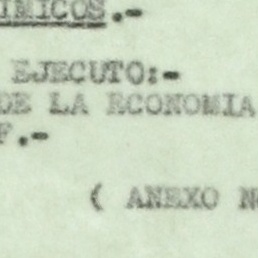 IMICOS.-
EJECUTO:-
DE LA ECONOMIA
F.-
( ANEXO N